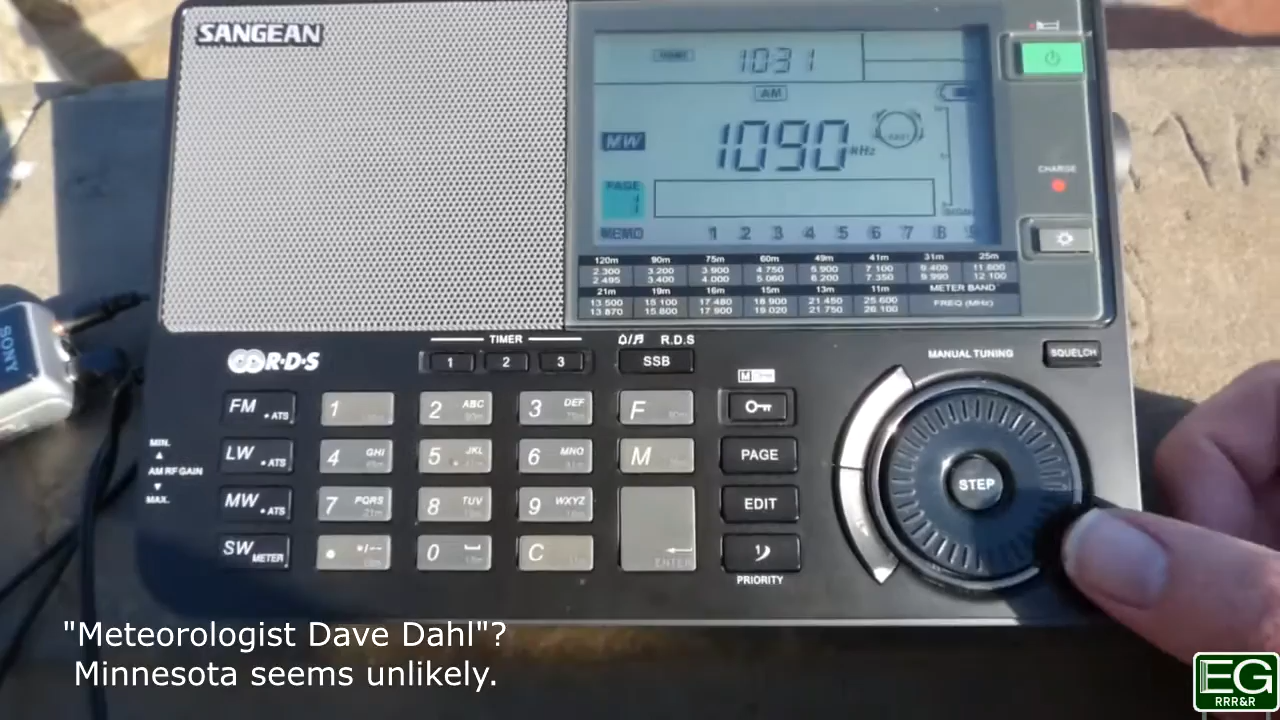 SANGEAN
HOME 10:31
AM
MW 1090 kHz
PAGE
1
MEMO 1 2 3 4 5 6 7 8 9
120m 90m 75m 60m 49m 41m 31m 25m
2.300 3.200 3.900 4.750 5.900 7.100 9.400 11.600
2.495 3.400 4.000 5.060 6.200 7.350 9.990 12.100
21m 19m 16m 15m 13m 11m METER BAND
13.500 15.100 17.480 18.900 21.450 25.600 FREQ (MHz)
13.870 15.800 17.900 19.020 21.750 26.100
CHARGE
SONY
R·D·S
TIMER
1 2 3
R.D.S
SSB
MANUAL TUNING
SQUELCH
FM • ATS
LW • ATS
MW • ATS
SW METER
MIN.
AM RF GAIN
MAX.
1
2 ABC
3 DEF
F
4 GHI
5 JKL
6 MNO
M
7 PQRS
8 TUV
9 WXYZ
ENTER
0
C
M
PAGE
EDIT
PRIORITY
STEP
"Meteorologist Dave Dahl"?
Minnesota seems unlikely.
EG
RRR&R